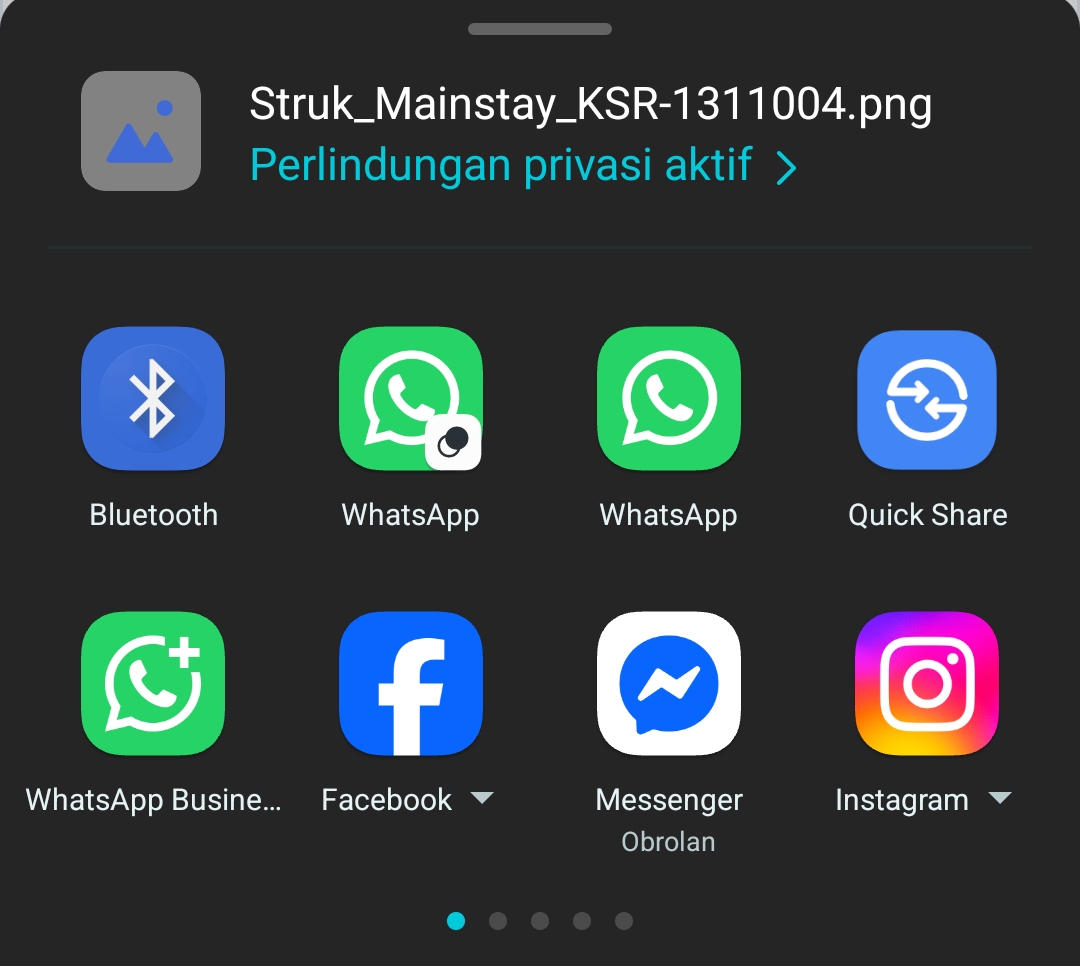 Struk_Mainstay_KSR-1311004.png
Perlindungan privasi aktif
Bluetooth
WhatsApp
WhatsApp
Quick Share
WhatsApp Busine...
Facebook
Messenger
Obrolan
Instagram